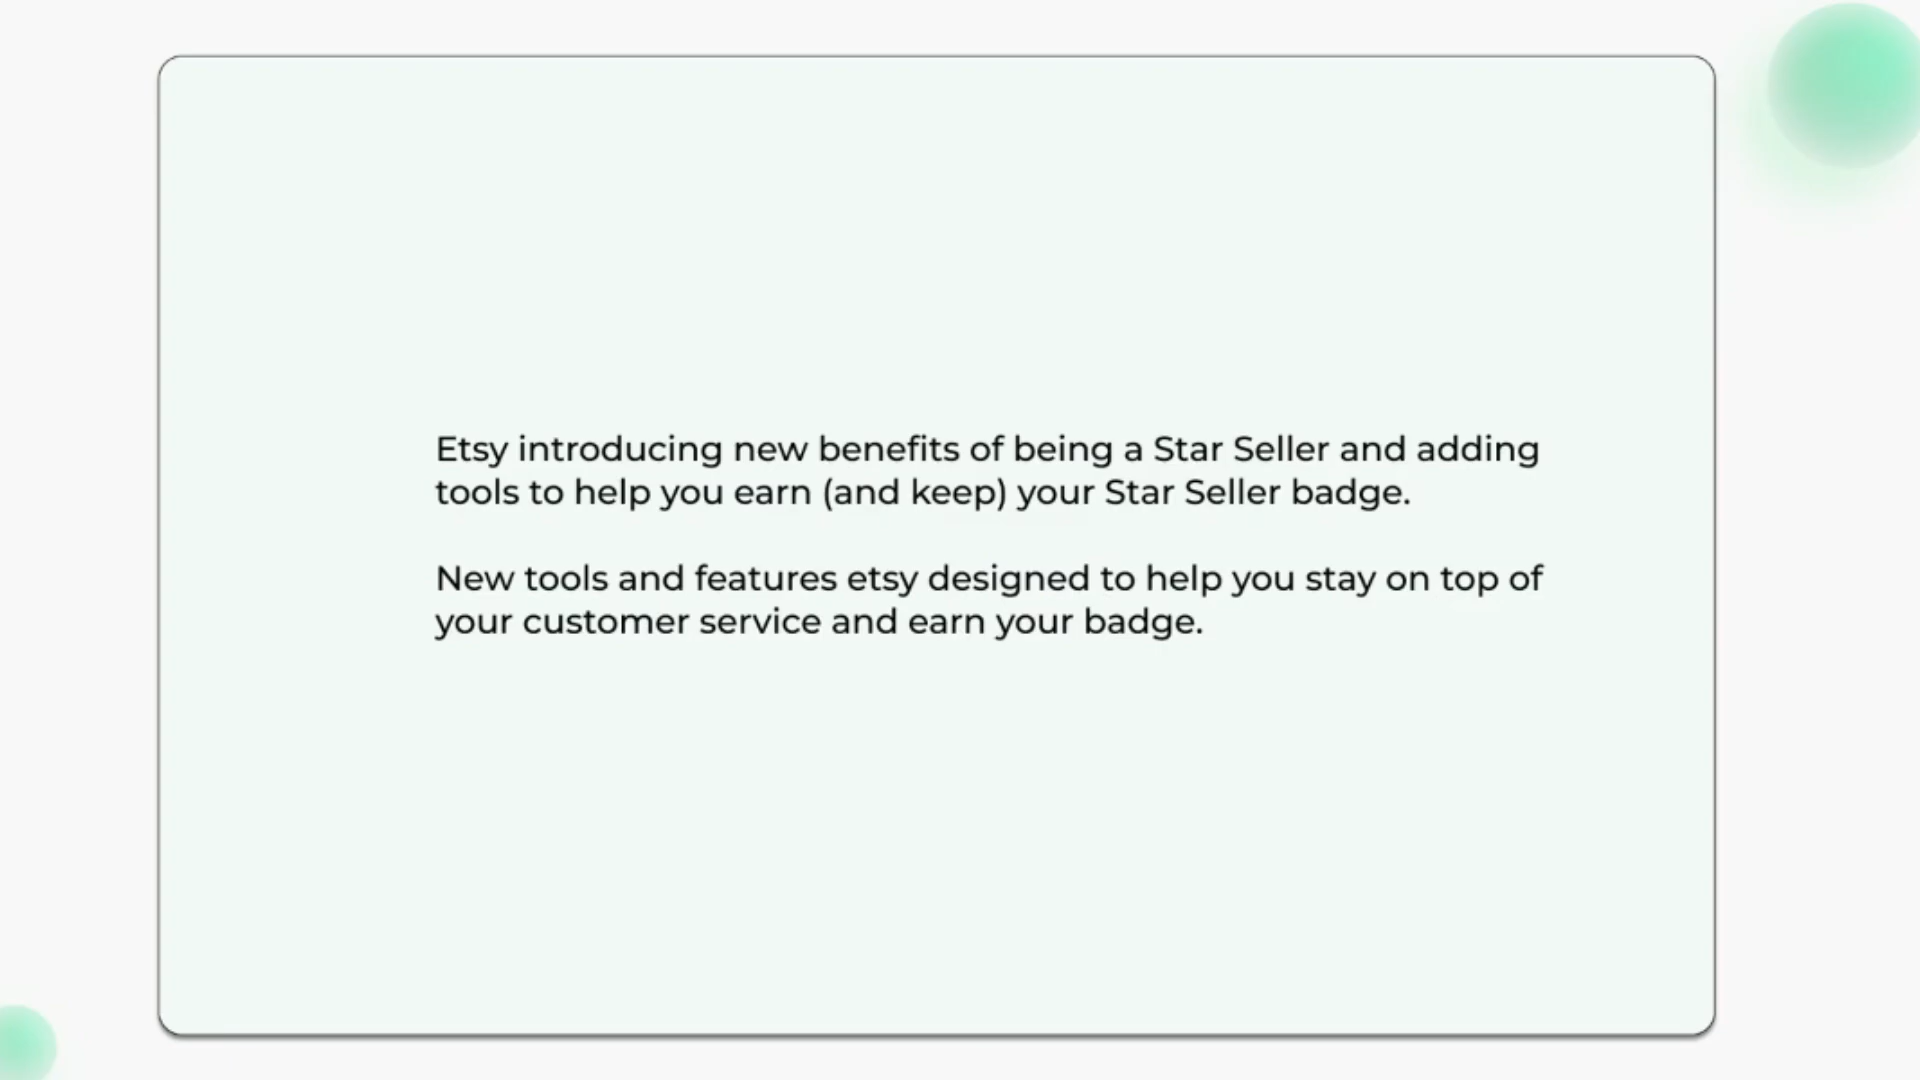 Etsy introducing new benefits of being a Star Seller and adding
tools to help you earn (and keep) your Star Seller badge.
New tools and features etsy designed to help you stay on top of
your customer service and earn your badge.